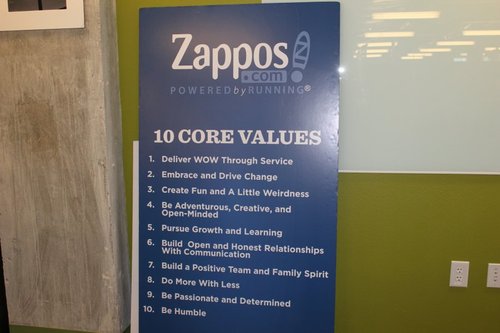 Zappos
.com
POWERED by RUNNING®
10 CORE VALUES
1. Deliver WOW Through Service
2. Embrace and Drive Change
3. Create Fun and A Little Weirdness
4. Be Adventurous, Creative, and
Open-Minded
5. Pursue Growth and Learning
6. Build Open and Honest Relationships
With Communication
7. Build a Positive Team and Family Spirit
8. Do More With Less
9. Be Passionate and Determined
10. Be Humble